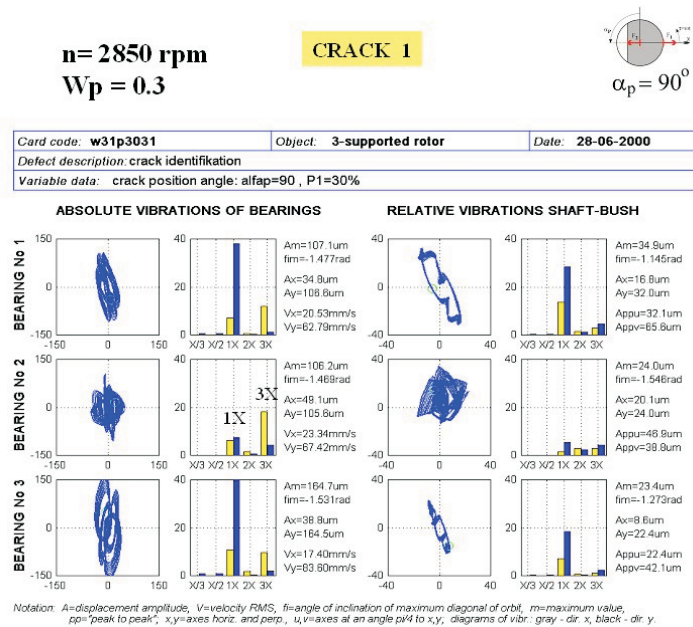 n= 2850 rpm
Wp = 0.3
CRACK 1
αp = 90°
Card code: w31p3031 Object: 3-supported rotor Date: 28-06-2000
Defect description: crack identifikation
Variable data: crack position angle: alfap=90 , P1=30%
ABSOLUTE VIBRATIONS OF BEARINGS RELATIVE VIBRATIONS SHAFT-BUSH
BEARING No 1
150
0
-150
40
20
0
X/3 X/2 1X 2X 3X
Am=107.1um
fim=-1.477rad
Ax=34.8um
Ay=106.6um
Vx=20.53mm/s
Vy=62.79mm/s
40
0
-40
40
20
0
X/3 X/2 1X 2X 3X
Am=34.9um
fim=-1.145rad
Ax=16.8um
Ay=32.0um
Appu=32.1um
Appv=65.6um
BEARING No 2
150
0
-150
40
20
0
1X
3X
X/3 X/2 1X 2X 3X
Am=106.2um
fim=-1.469rad
Ax=49.1um
Ay=105.6um
Vx=23.34mm/s
Vy=67.42mm/s
40
0
-40
40
20
0
X/3 X/2 1X 2X 3X
Am=24.0um
fim=-1.546rad
Ax=20.1um
Ay=24.0um
Appu=46.9um
Appv=38.8um
BEARING No 3
150
0
-150
-150 0 150
40
20
0
X/3 X/2 1X 2X 3X
Am=164.7um
fim=-1.531rad
Ax=38.8um
Ay=164.5um
Vx=17.40mm/s
Vy=83.60mm/s
40
0
-40
-40 0 40
40
20
0
X/3 X/2 1X 2X 3X
Am=23.4um
fim=-1.273rad
Ax=8.6um
Ay=22.4um
Appu=22.4um
Appv=42.1um
Notation: A=displacement amplitude, V=velocity RMS, fi=angle of inclination of maximum diagonal of orbit, m=maximum value,
pp="peak to peak"; x,y=axes horiz. and perp., u,v=axes at an angle pi/4 to x,y; diagrams of vibr.: gray - dir. x, black - dir. y.